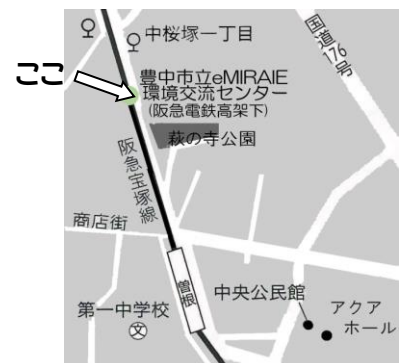 中桜塚一丁目
国道176号
ここ
豊中市立eMIRAIE
環境交流センター
(阪急電鉄高架下)
萩の寺公園
阪急宝塚線
商店街
曽根
中央公民館
第一中学校
文
アクア
ホール